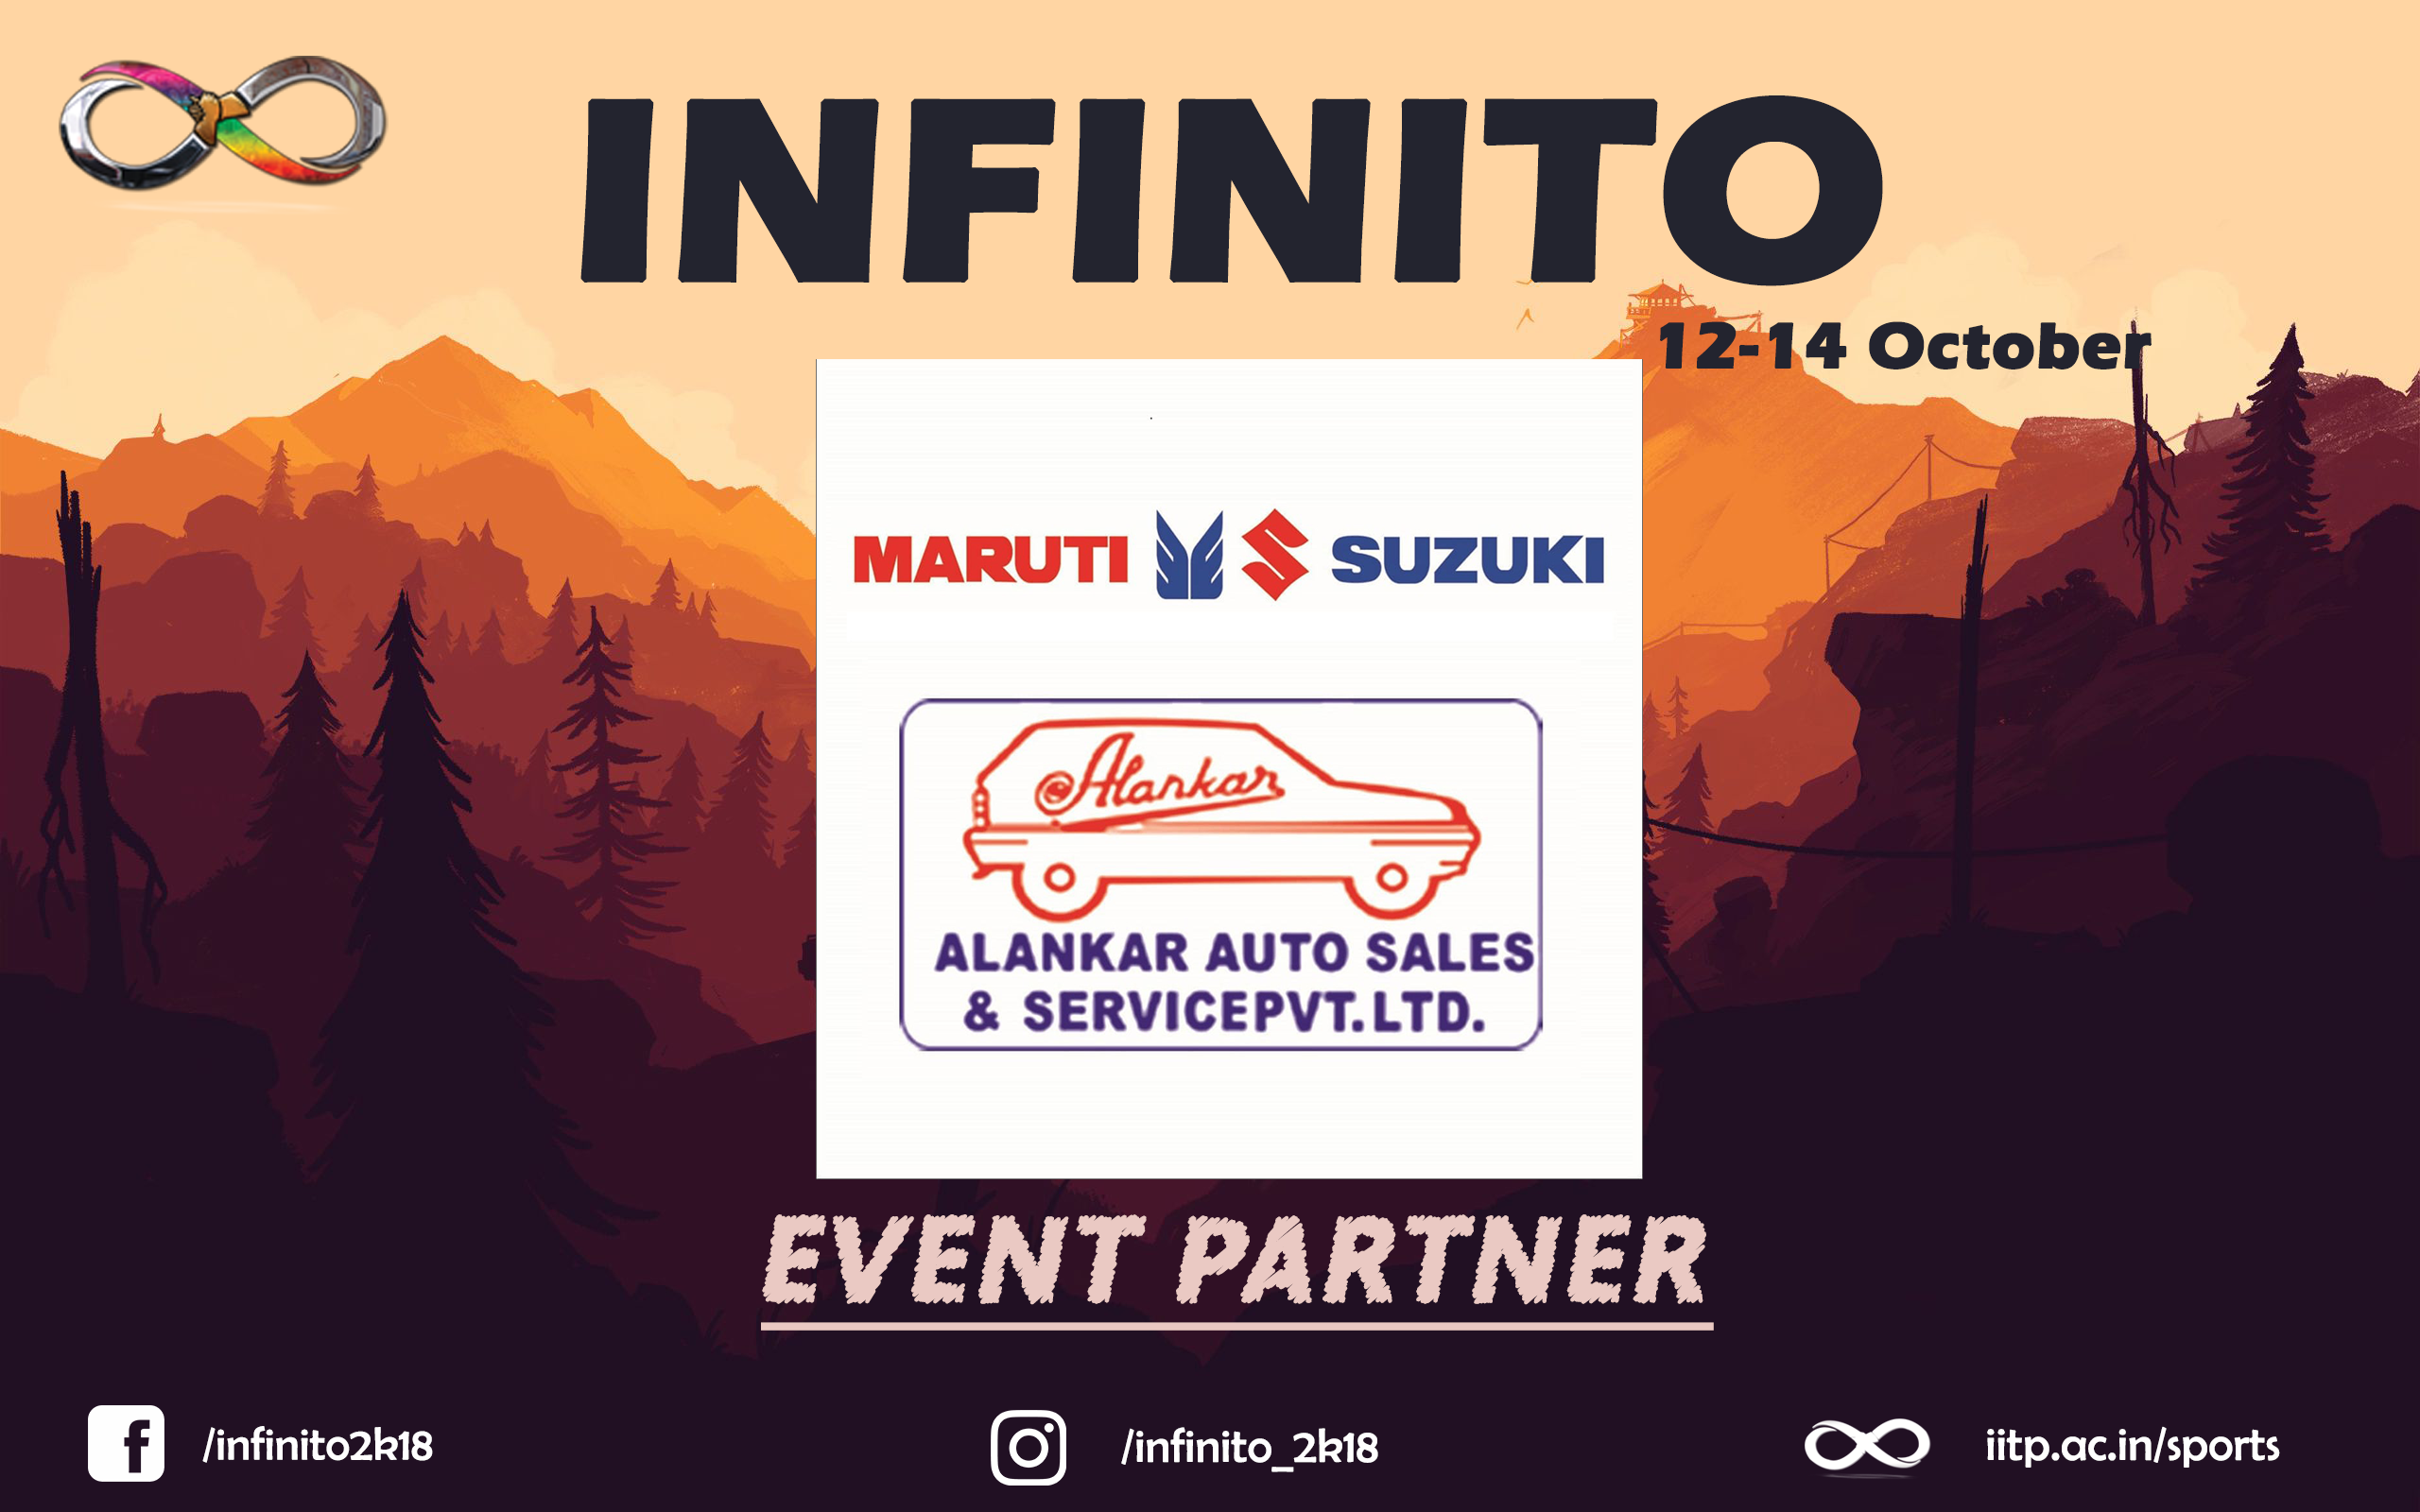 INFINITO
12-14 October
MARUTI SUZUKI
Alankar
ALANKAR AUTO SALES
& SERVICEPVT.LTD.
EVENT PARTNER
/infinito2k18
/infinito_2k18
iitp.ac.in/sports